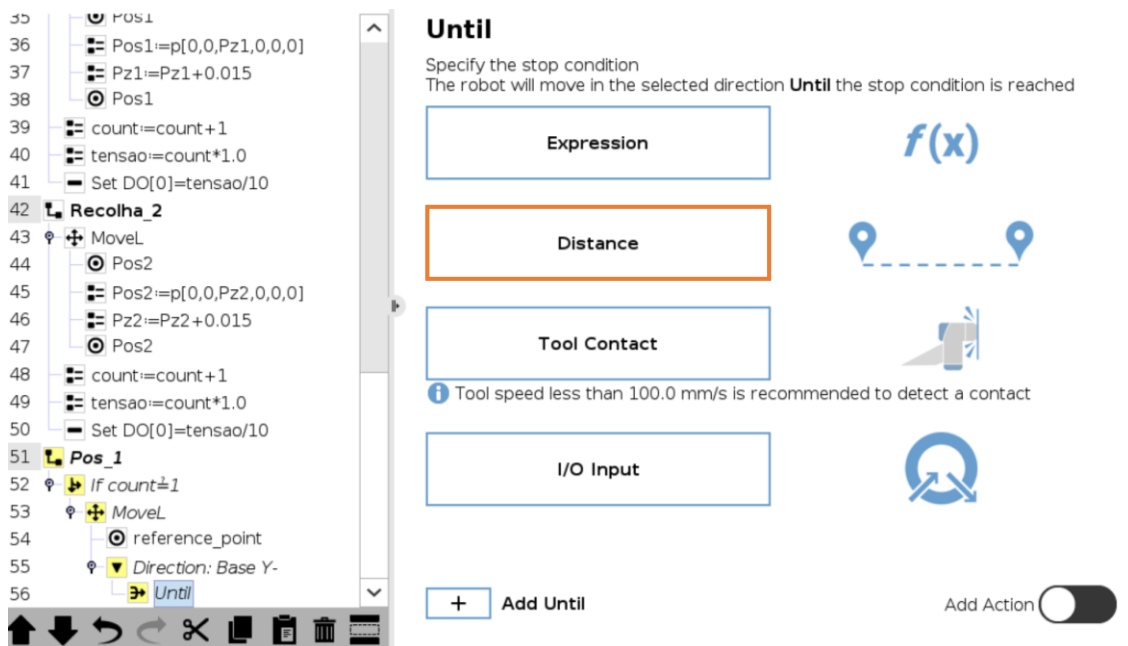 35 Pos1
36 Pos1:=p[0,0,Pz1,0,0,0]
37 Pz1:=Pz1+0.015
38 Pos1
39 count:=count+1
40 tensao:=count*1.0
41 Set DO[0]=tensao/10
42 Recolha_2
43 MoveL
44 Pos2
45 Pos2:=p[0,0,Pz2,0,0,0]
46 Pz2:=Pz2+0.015
47 Pos2
48 count:=count+1
49 tensao:=count*1.0
50 Set DO[0]=tensao/10
51 Pos_1
52 If count≟1
53 MoveL
54 reference_point
55 Direction: Base Y-
56 Until
Until
Specify the stop condition
The robot will move in the selected direction Until the stop condition is reached
Expression
f(x)
Distance
Tool Contact
Tool speed less than 100.0 mm/s is recommended to detect a contact
I/O Input
+ Add Until
Add Action